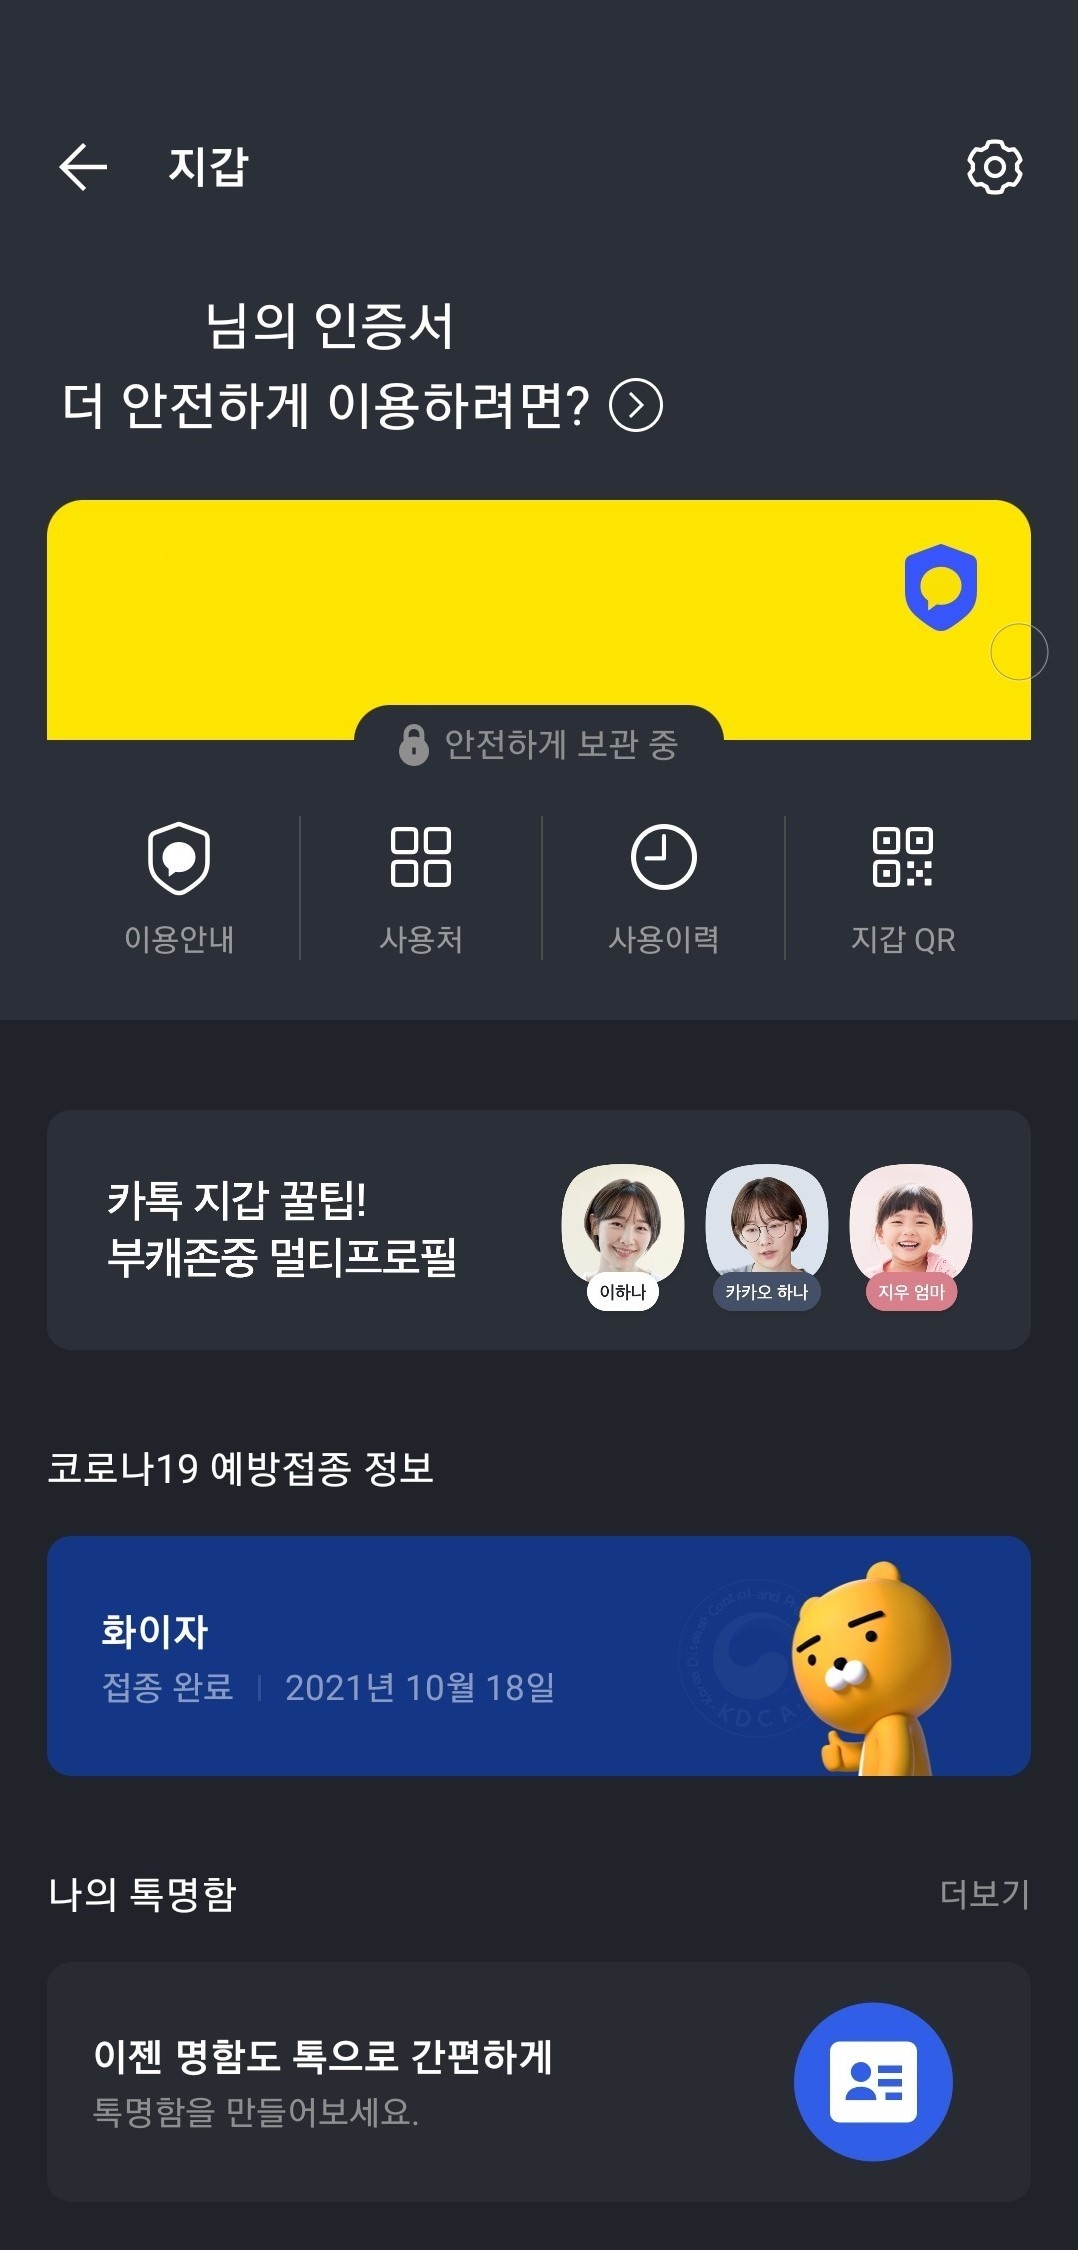 지갑
님의 인증서
더 안전하게 이용하려면?
안전하게 보관 중
이용안내
사용처
사용이력
지갑 QR
카톡 지갑 꿀팁!
부캐존중 멀티프로필
이하나
카카오 하나
지우 엄마
코로나19 예방접종 정보
화이자
접종 완료 | 2021년 10월 18일
Korea Disease Control and Pre
KDCA
나의 톡명함
더보기
이젠 명함도 톡으로 간편하게
톡명함을 만들어보세요.